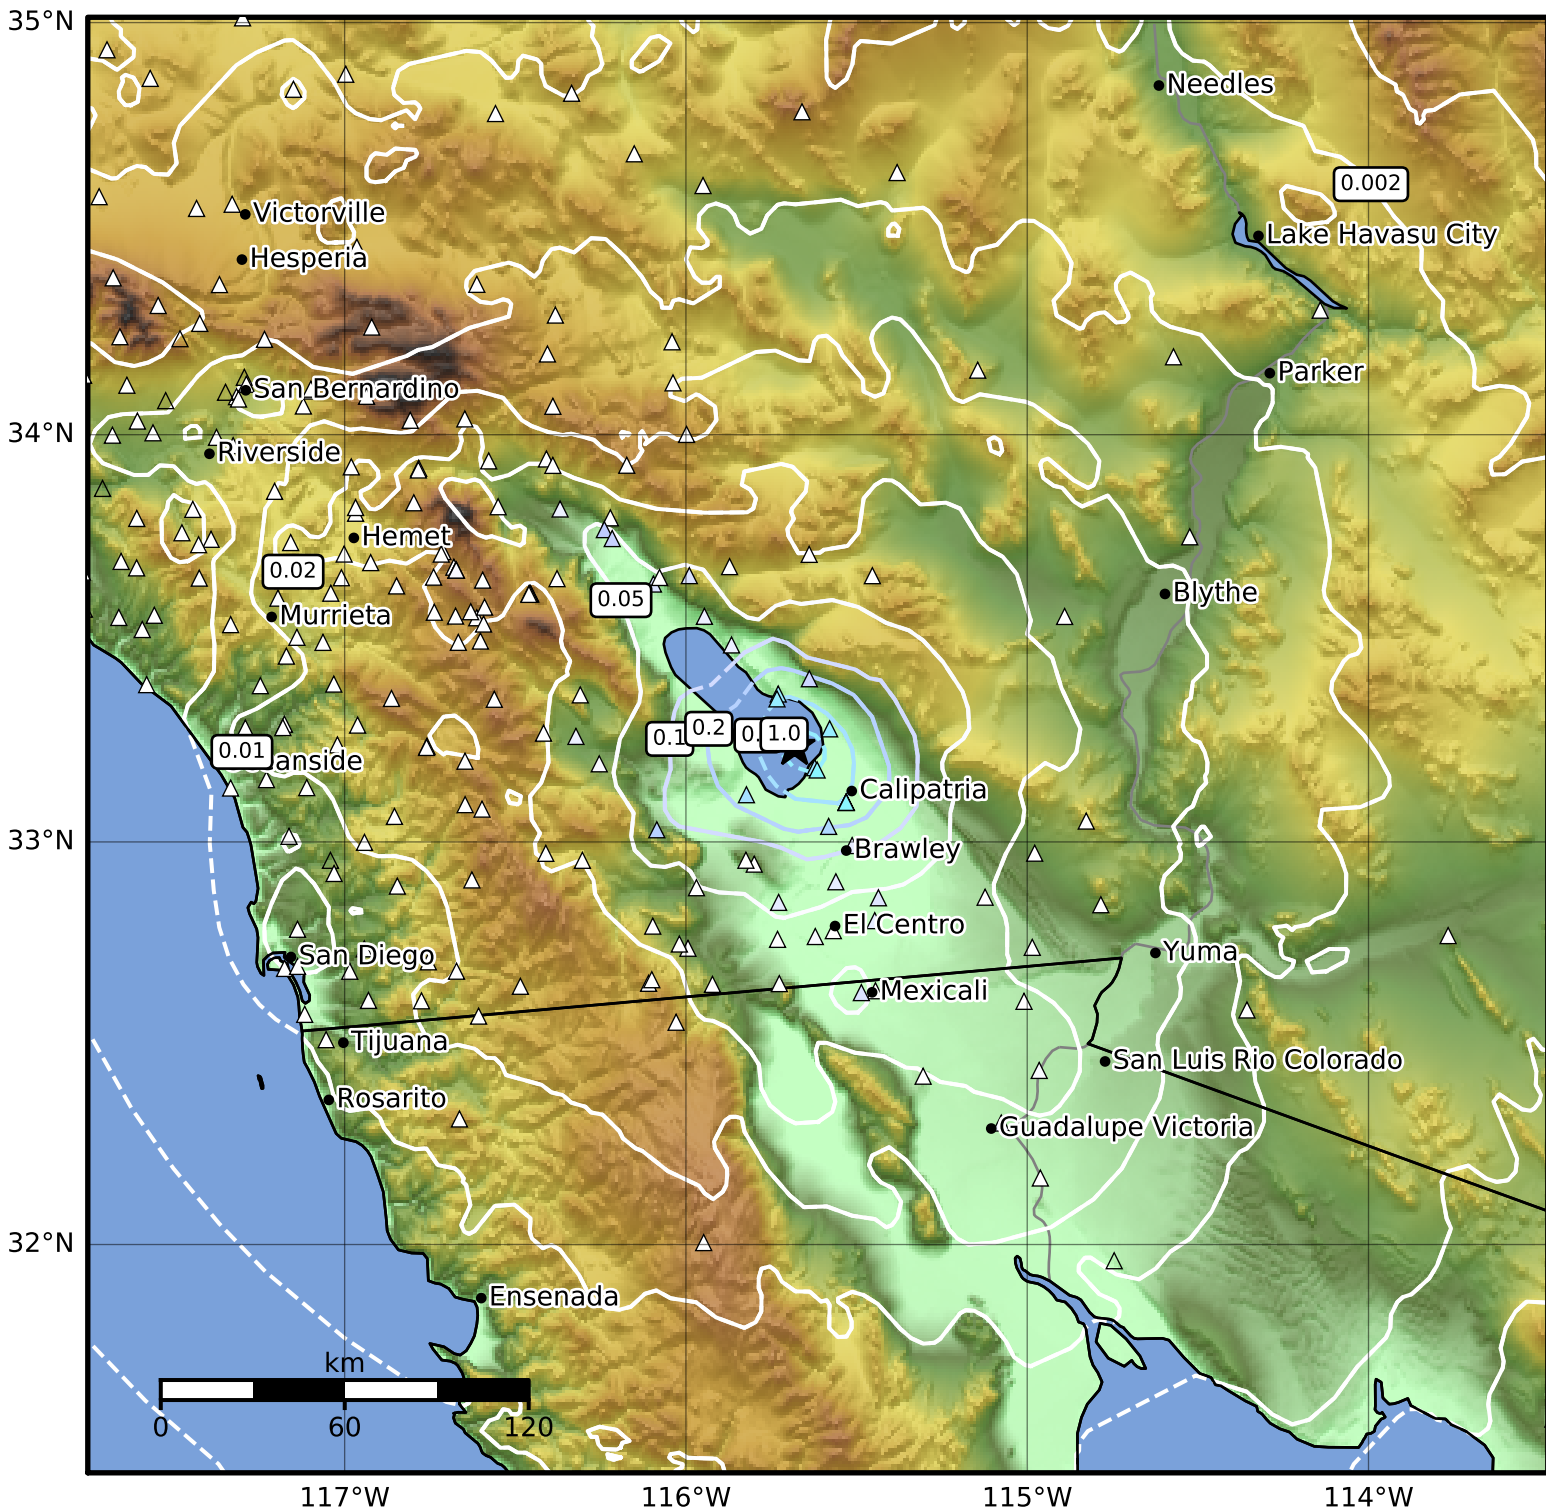 35°N
Needles
0.002
Victorville
Lake Havasu City
Hesperia
Parker
San Bernardino
34°N
Riverside
Hemet
0.02
Blythe
0.05
Murrieta
0.1
0.2
0.
1.0
0.01
anside
Calipatria
33°N
Brawley
El Centro
San Diego
Yuma
Mexicali
Tijuana
San Luis Rio Colorado
Rosarito
Guadalupe Victoria
32°N
Ensenada
km
0
60
120
117°W
116°W
115°W
114°W